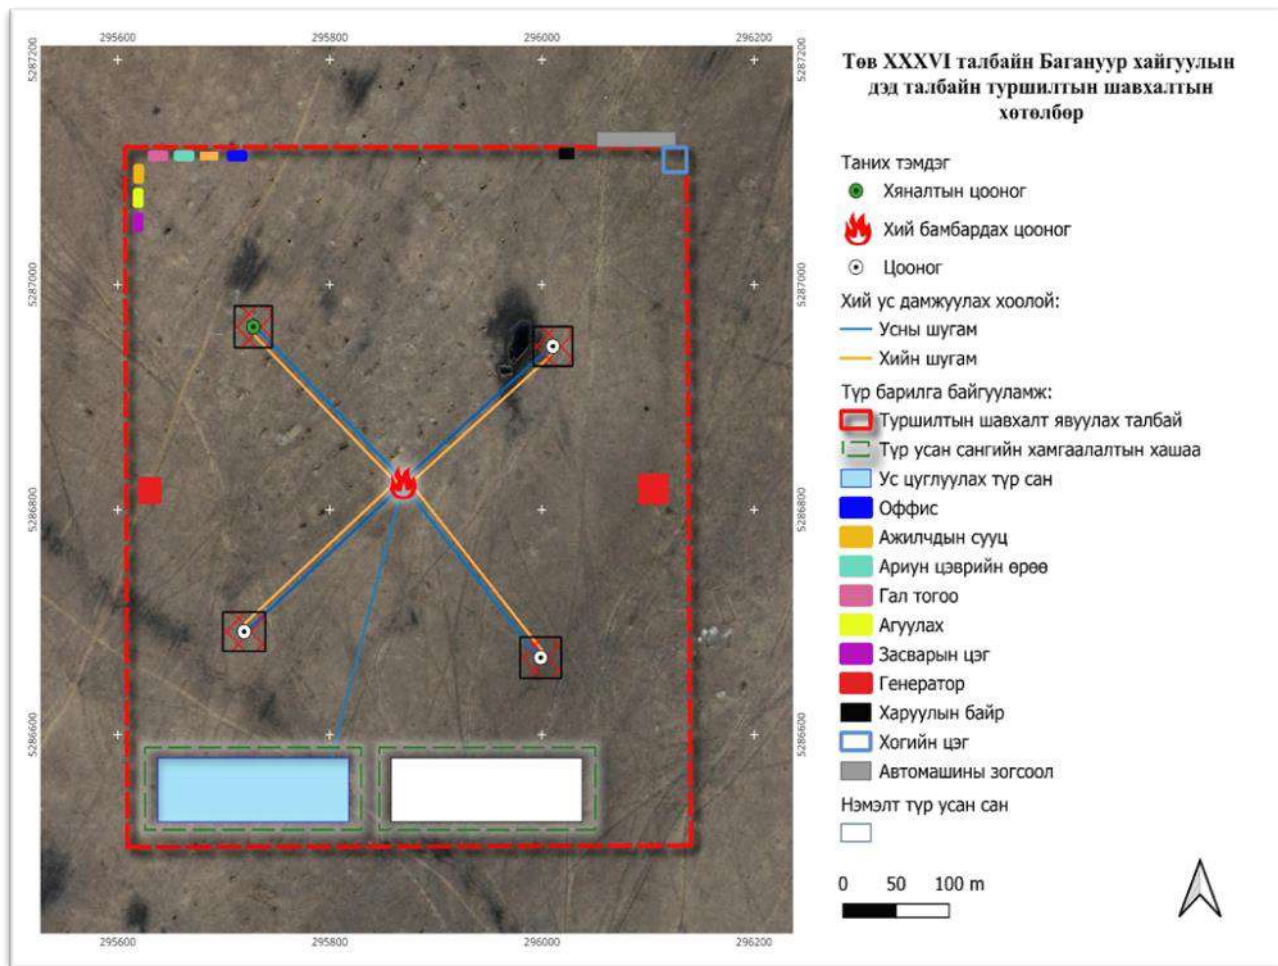 295600 295800 296000 296200
5287200
5287200
Төв XXXVI талбайн Багануур хайгуулын
дэд талбайн туршилтын шавхалтын
хөтөлбөр
Таних тэмдэг
Хяналтын цооног
Хий бамбардах цооног
Цооног
Хий ус дамжуулах хоолой:
Усны шугам
Хийн шугам
Түр барилга байгууламж:
Туршилтын шавхалт явуулах талбай
Түр усан сангийн хамгаалалтын хашаа
Ус цуглуулах түр сан
Оффис
Ажилчдын сууц
Ариун цэврийн өрөө
Гал тогоо
Агуулах
Засварын цэг
Генератор
Харуулын байр
Хогийн цэг
Автомашины зогсоол
Нэмэлт түр усан сан
0 50 100 m
5287000
5287000
5286800
5286800
5286600
5286600
295600 295800 296000 296200